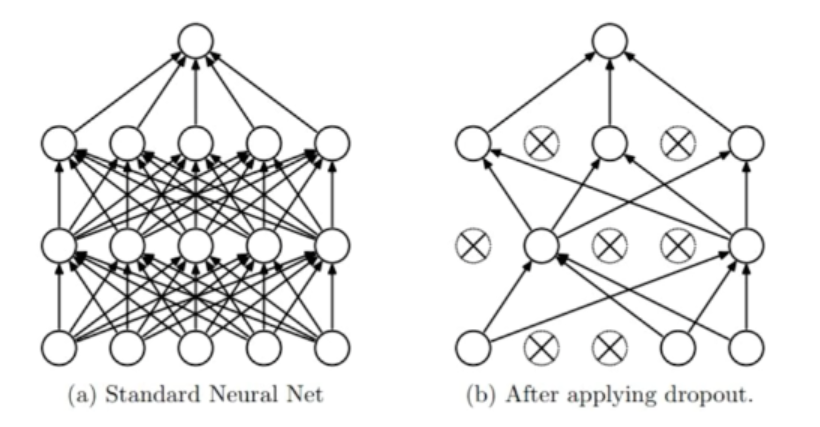 (a) Standard Neural Net
(b) After applying dropout.